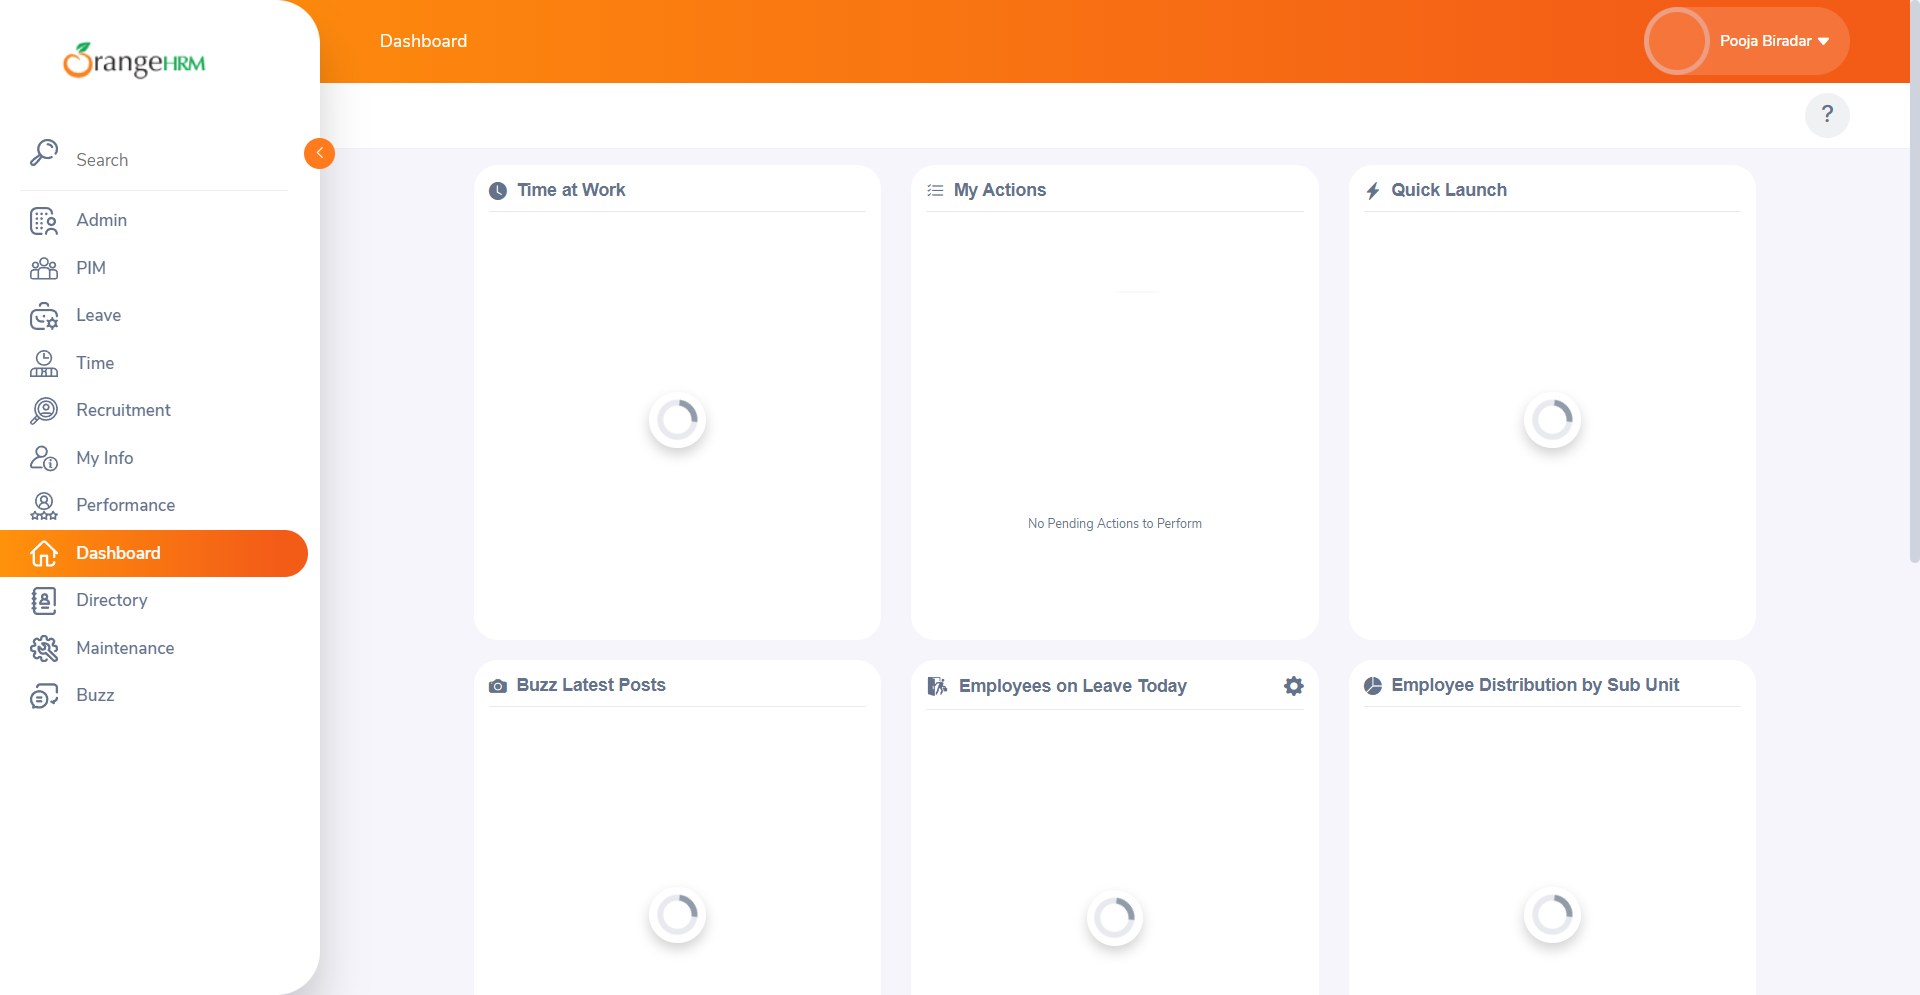 OrangeHRM
Dashboard
Pooja Biradar
?
Search
Admin
PIM
Leave
Time
Recruitment
My Info
Performance
Dashboard
Directory
Maintenance
Buzz
Time at Work
My Actions
No Pending Actions to Perform
Quick Launch
Buzz Latest Posts
Employees on Leave Today
Employee Distribution by Sub Unit